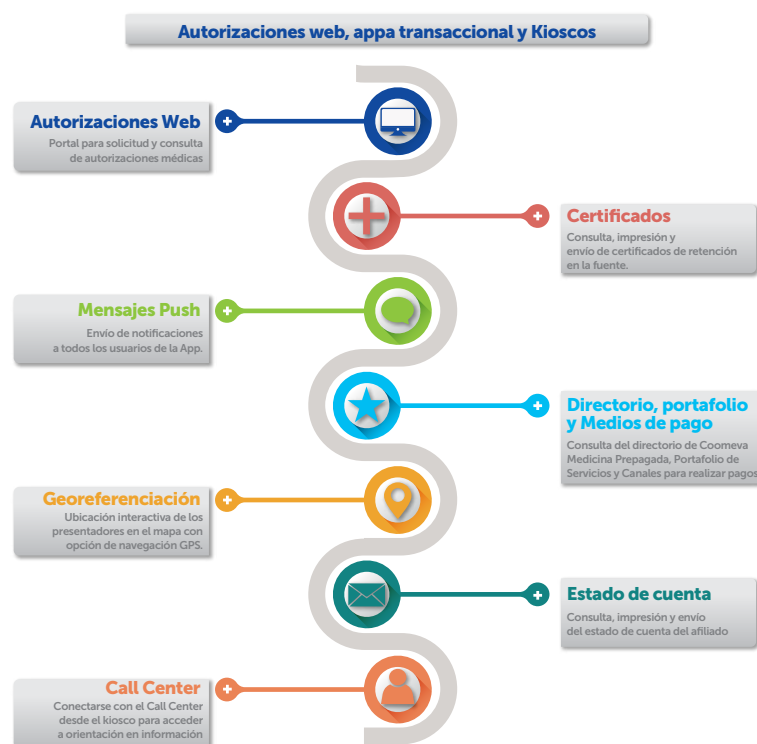 Autorizaciones web, appa transaccional y Kioscos
Autorizaciones Web
Portal para solicitud y consulta
de autorizaciones médicas
Certificados
Consulta, impresión y
envío de certificados de retención
en la fuente.
Mensajes Push
Envío de notificaciones
a todos los usuarios de la App.
Directorio, portafolio
y Medios de pago
Consulta del directorio de Coomeva
Medicina Prepagada, Portafolio de
Servicios y Canales para realizar pagos
Georeferenciación
Ubicación interactiva de los
presentadores en el mapa con
opción de navegación GPS.
Estado de cuenta
Consulta, impresión y envío
del estado de cuenta del afiliado
Call Center
Conectarse con el Call Center
desde el kiosco para acceder
a orientación en información